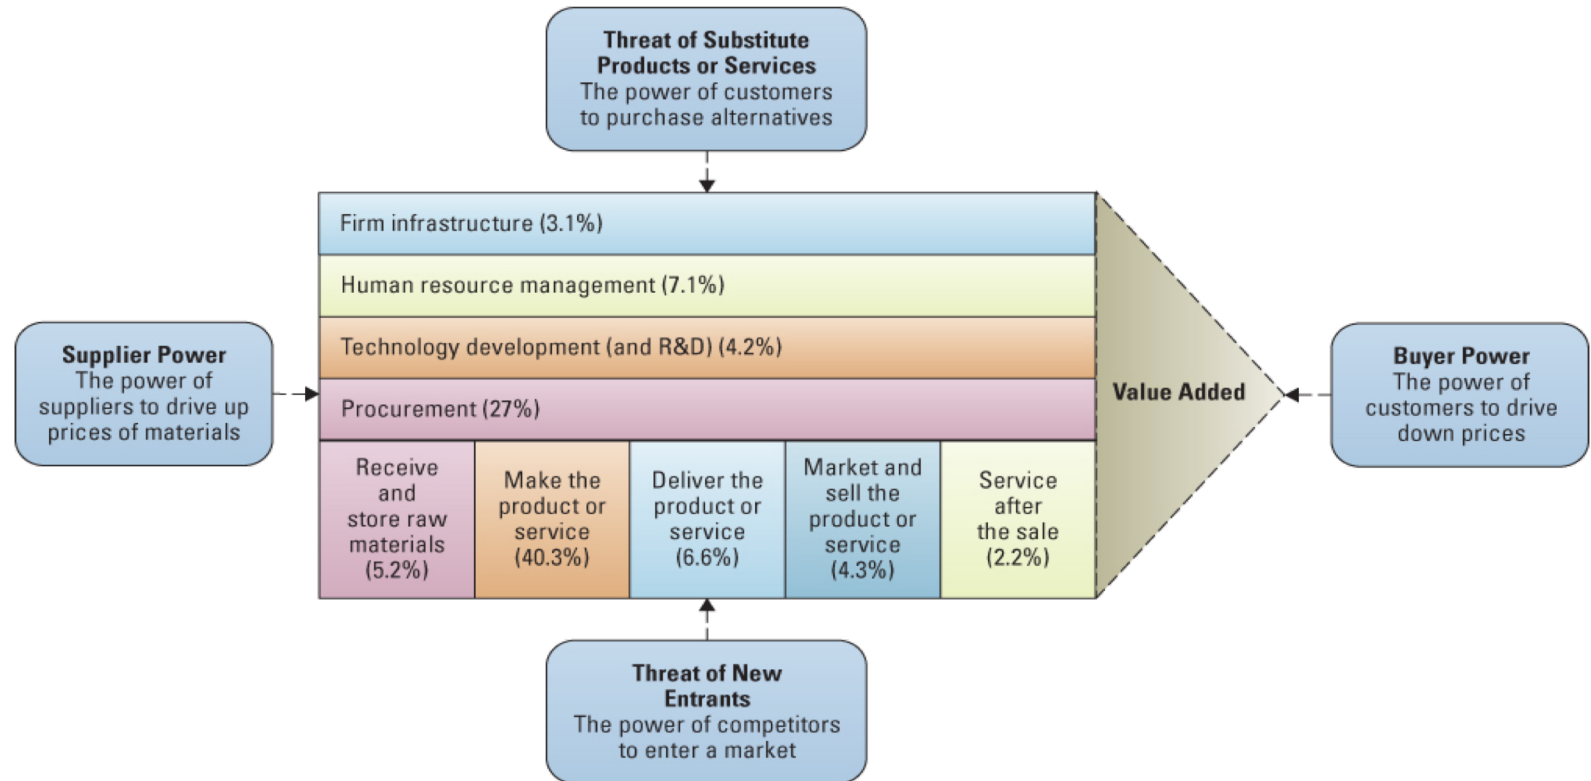 Threat of Substitute
Products or Services
The power of customers
to purchase alternatives
Firm infrastructure (3.1%)
Human resource management (7.1%)
Technology development (and R&D) (4.2%)
Procurement (27%)
Supplier Power
The power of
suppliers to drive up
prices of materials
Receive
and
store raw
materials
(5.2%)
Make the
product or
service
(40.3%)
Deliver the
product or
service
(6.6%)
Market and
sell the
product or
service
(4.3%)
Service
after
the sale
(2.2%)
Value Added
Buyer Power
The power of
customers to drive
down prices
Threat of New
Entrants
The power of competitors
to enter a market